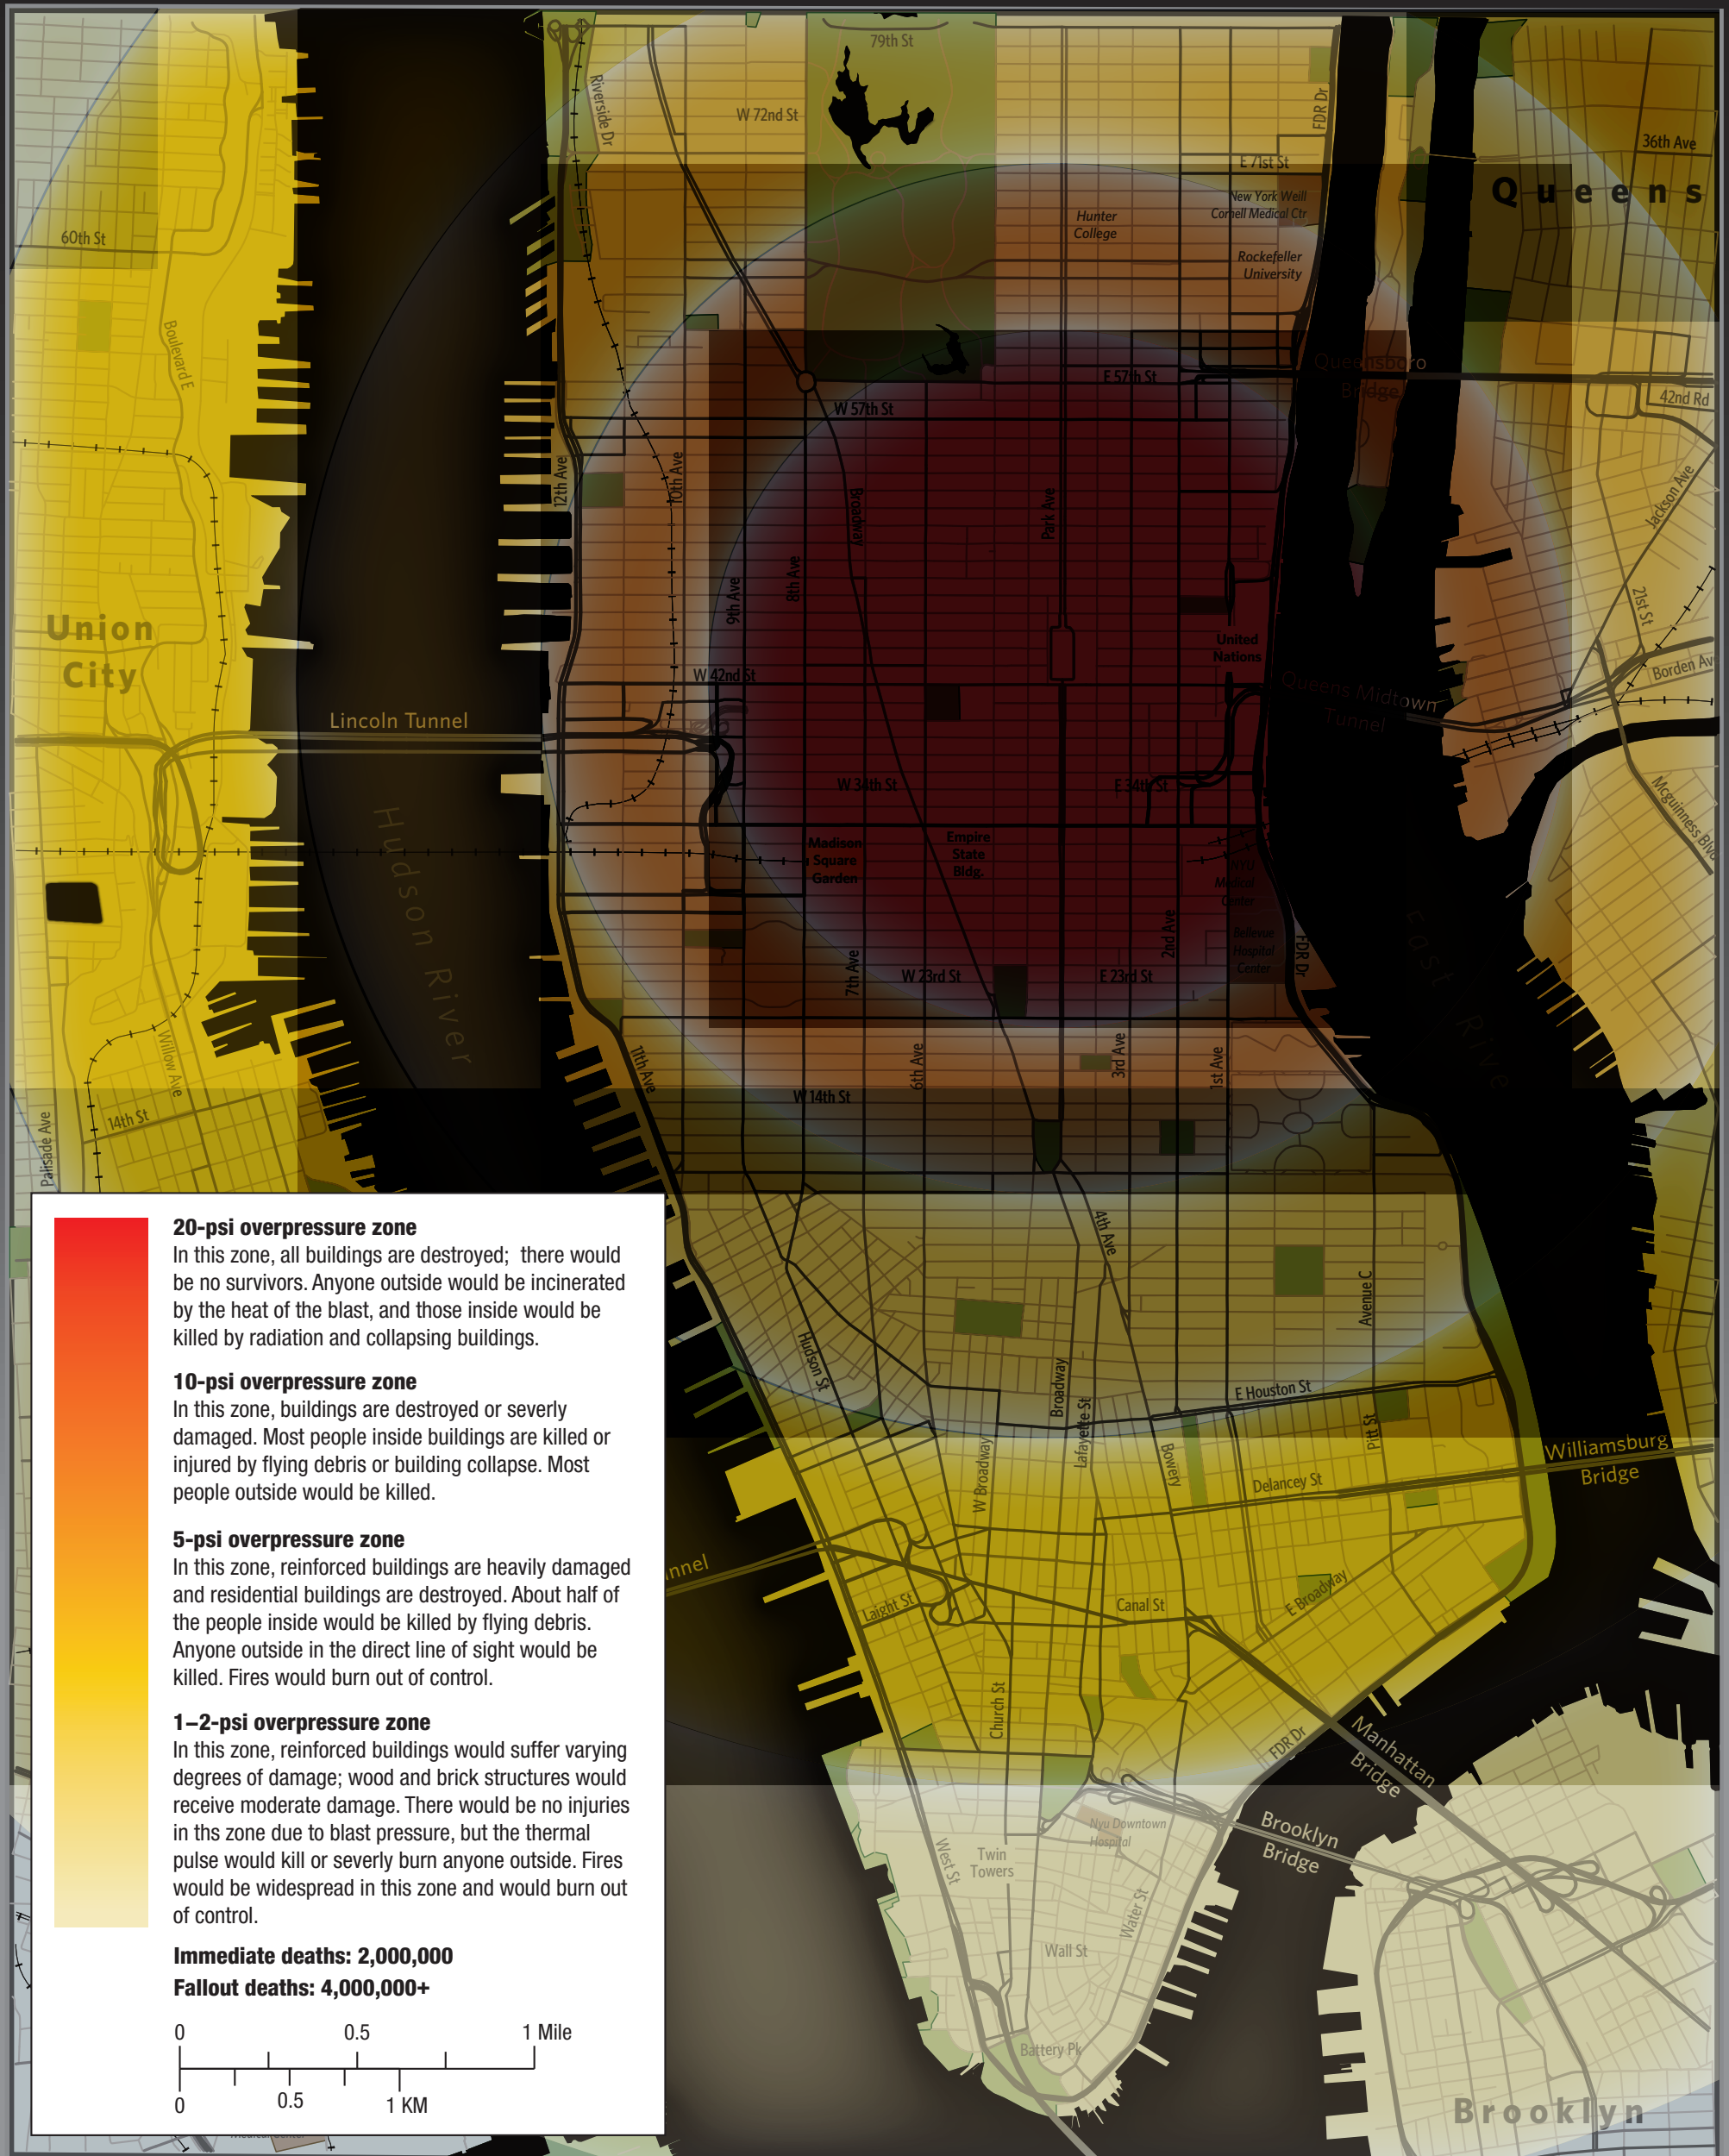 79th St
Riverside Dr
W 72nd St
FDR Dr
36th Ave
E 71st St
Queens
New York Weill
Cornell Medical Ctr
Hunter
College
60th St
Rockefeller
University
Boulevard E
Queensboro
Bridge
E 57th St
42nd Rd
W 57th St
12th Ave
10th Ave
Broadway
Park Ave
Jackson Ave
8th Ave
9th Ave
21st St
Union
City
United
Nations
W 42nd St
Borden Av
Queens Midtown
Tunnel
Lincoln Tunnel
W 34th St
E 34th St
Mcguinness Blvd
Hudson River
Madison
Square
Garden
Empire
State
Bldg.
NYU
Medical
Center
Bellevue
Hospital
Center
2nd Ave
FDR Dr
East River
7th Ave
W 23rd St
E 23rd St
Willow Ave
11th Ave
6th Ave
3rd Ave
1st Ave
W 14th St
14th St
Palisade Ave
4th Ave
Avenue C
Hudson St
Broadway
Lafayette St
E Houston St
Pitt St
W Broadway
Bowery
Delancey St
Williamsburg
Bridge
nnel
Laight St
Canal St
E Broadway
Church St
FDR Dr
Manhattan
Bridge
Brooklyn
Bridge
Nyu Downtown
Hospital
West St
Twin
Towers
Water St
Wall St
Battery Pk
Brooklyn
20-psi overpressure zone
In this zone, all buildings are destroyed; there would
be no survivors. Anyone outside would be incinerated
by the heat of the blast, and those inside would be
killed by radiation and collapsing buildings.
10-psi overpressure zone
In this zone, buildings are destroyed or severly
damaged. Most people inside buildings are killed or
injured by flying debris or building collapse. Most
people outside would be killed.
5-psi overpressure zone
In this zone, reinforced buildings are heavily damaged
and residential buildings are destroyed. About half of
the people inside would be killed by flying debris.
Anyone outside in the direct line of sight would be
killed. Fires would burn out of control.
1–2-psi overpressure zone
In this zone, reinforced buildings would suffer varying
degrees of damage; wood and brick structures would
receive moderate damage. There would be no injuries
in ths zone due to blast pressure, but the thermal
pulse would kill or severly burn anyone outside. Fires
would be widespread in this zone and would burn out
of control.
Immediate deaths: 2,000,000
Fallout deaths: 4,000,000+
0 0.5 1 Mile
0 0.5 1 KM